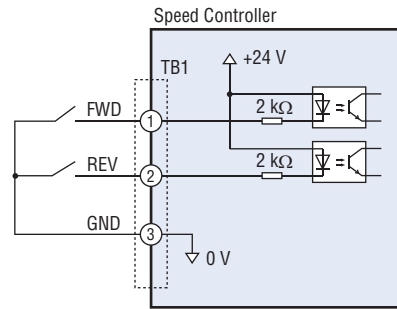 Speed Controller
TB1
+24 V
FWD
1
2 kΩ
REV
2
2 kΩ
GND
3
0 V